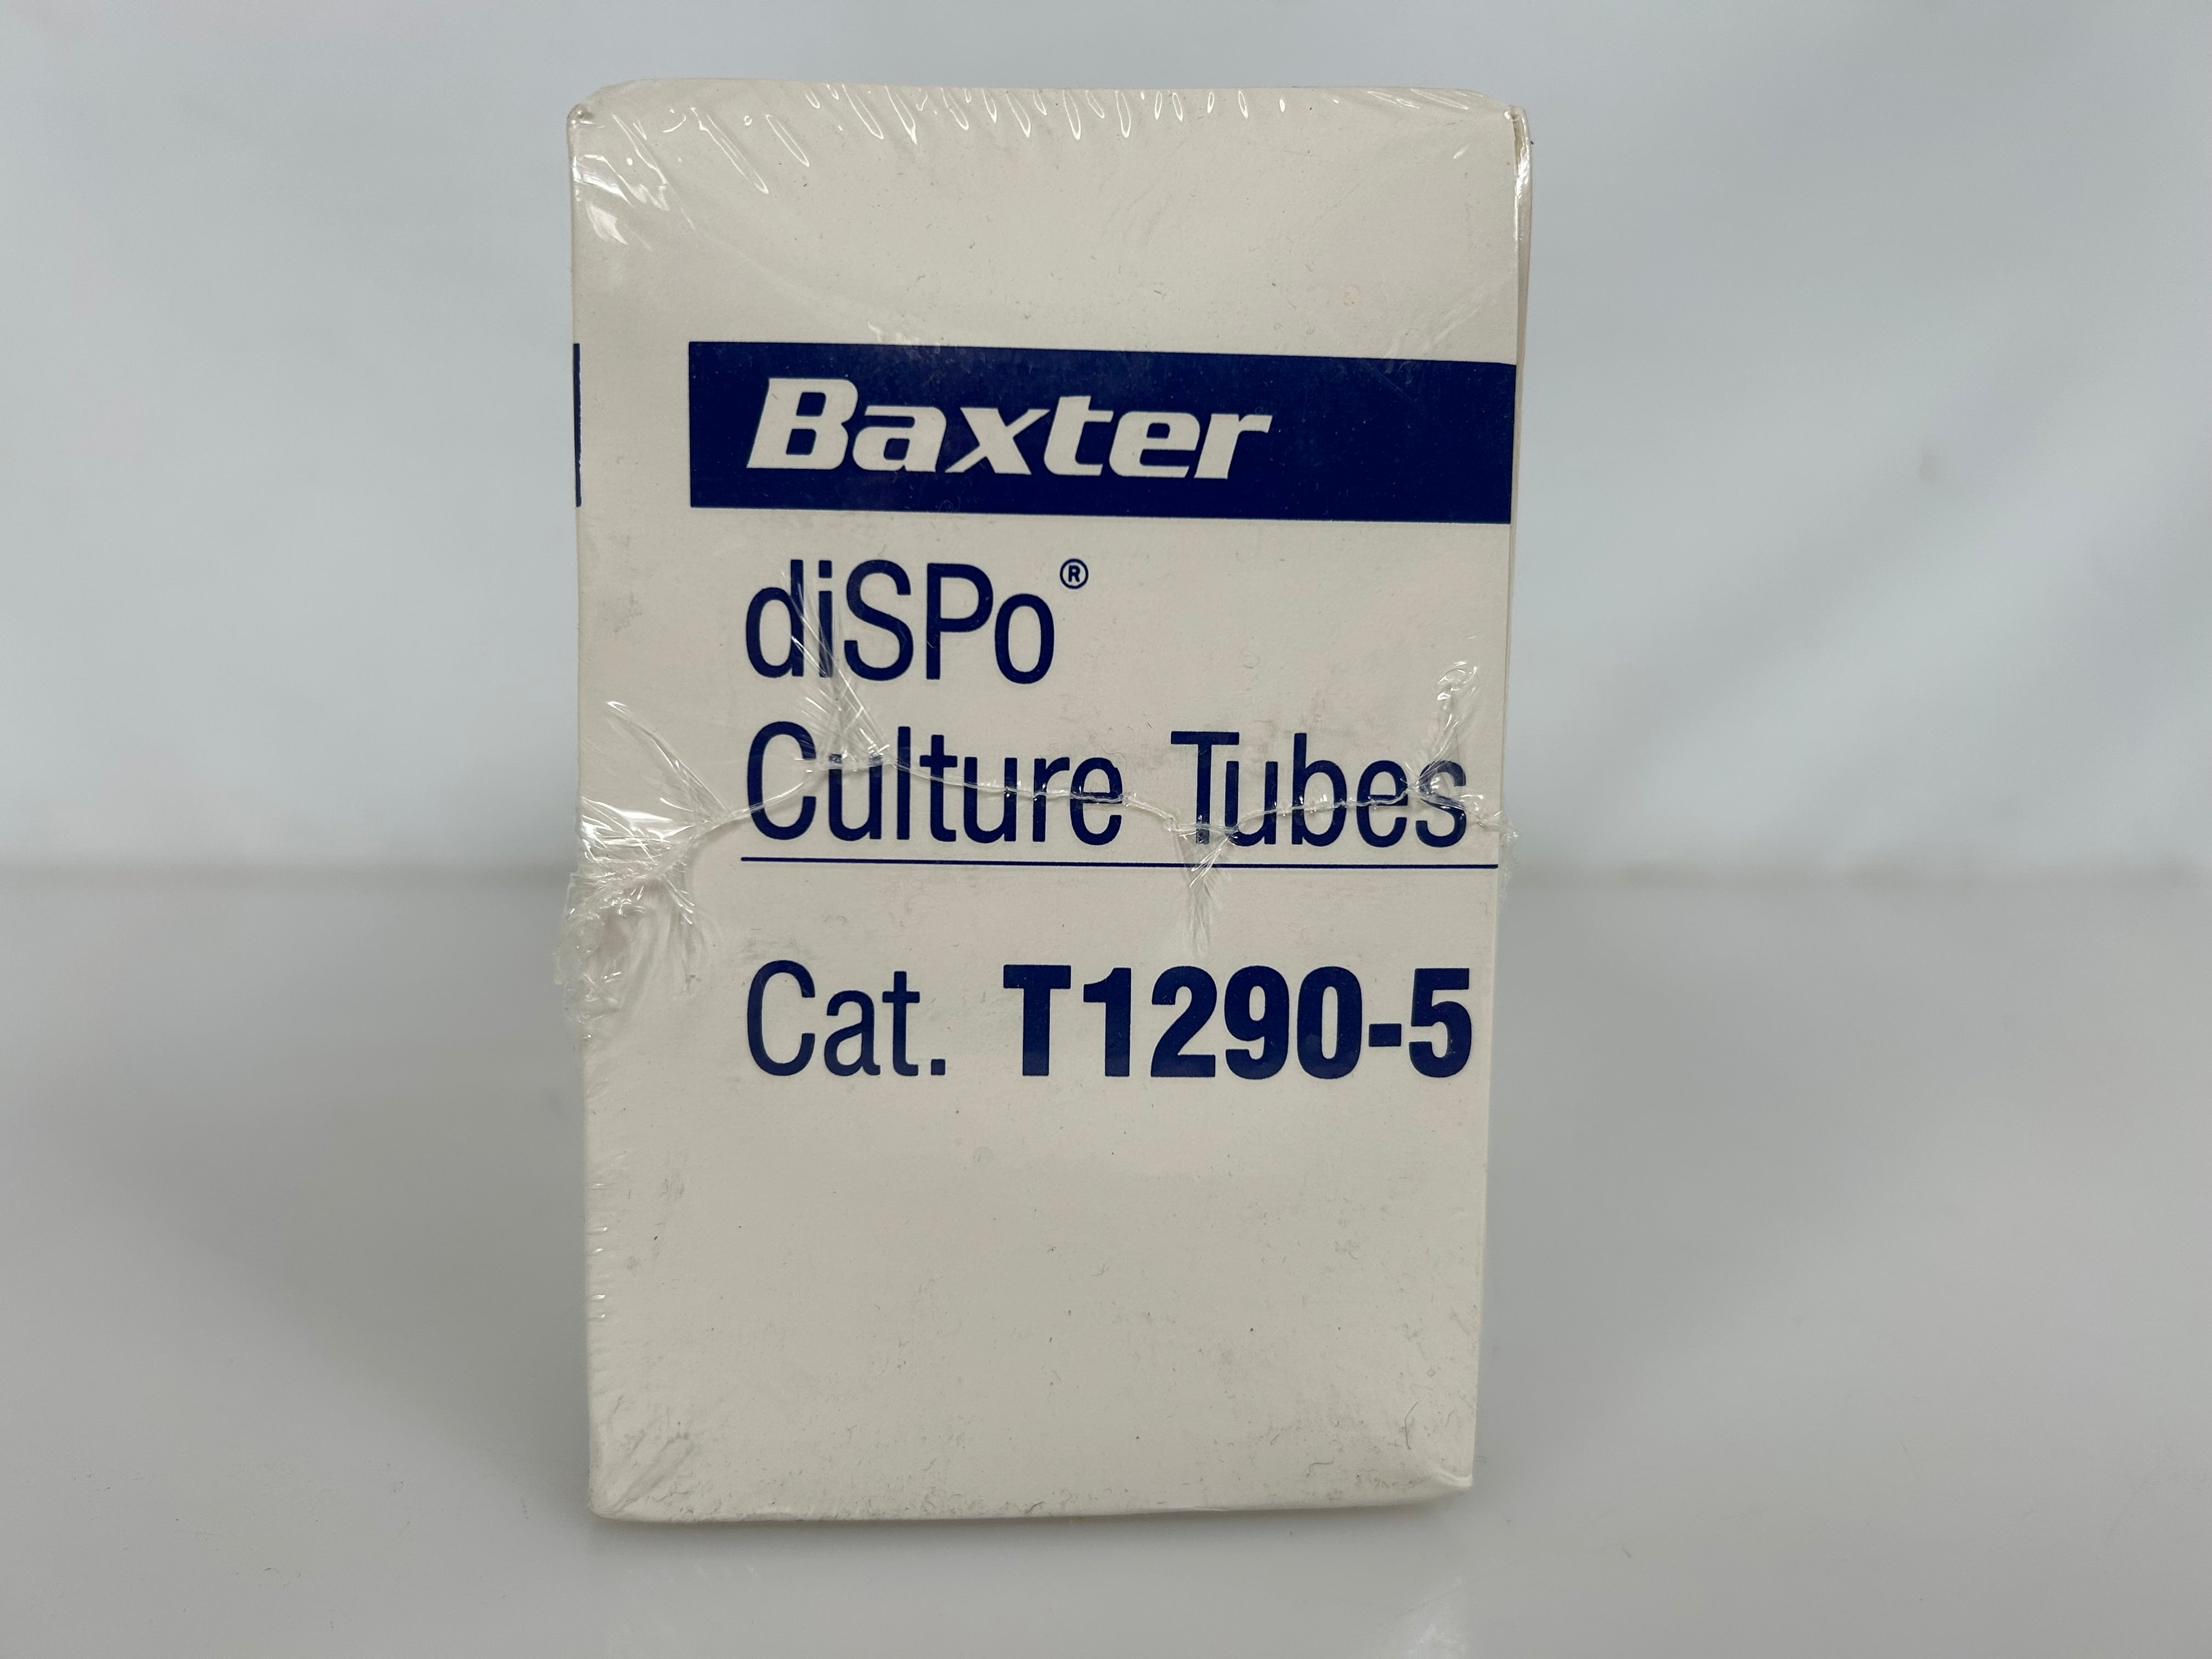 Baxter
diSPo®
Culture Tubes
Cat. T1290-5